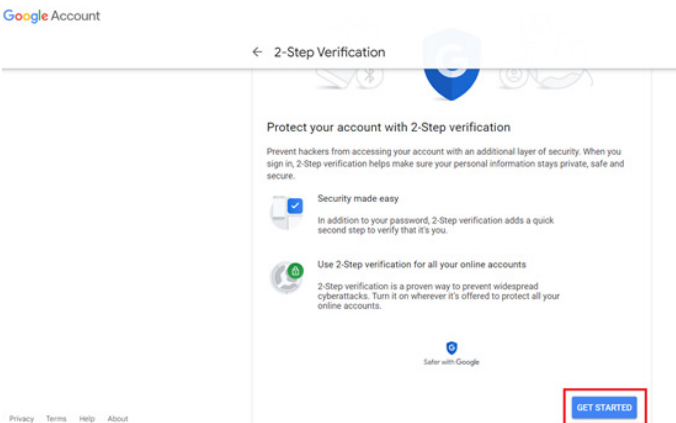 Google Account
← 2-Step Verification
G
Protect your account with 2-Step verification
Prevent hackers from accessing your account with an additional layer of security. When you
sign in, 2-Step verification helps make sure your personal information stays private, safe and
secure.
Security made easy
In addition to your password, 2-Step verification adds a quick
second step to verify that it's you.
Use 2-Step verification for all your online accounts
2-Step verification is a proven way to prevent widespread
cyberattacks. Turn it on wherever it's offered to protect all your
online accounts.
G
Safer with Google
GET STARTED
Privacy Terms Help About